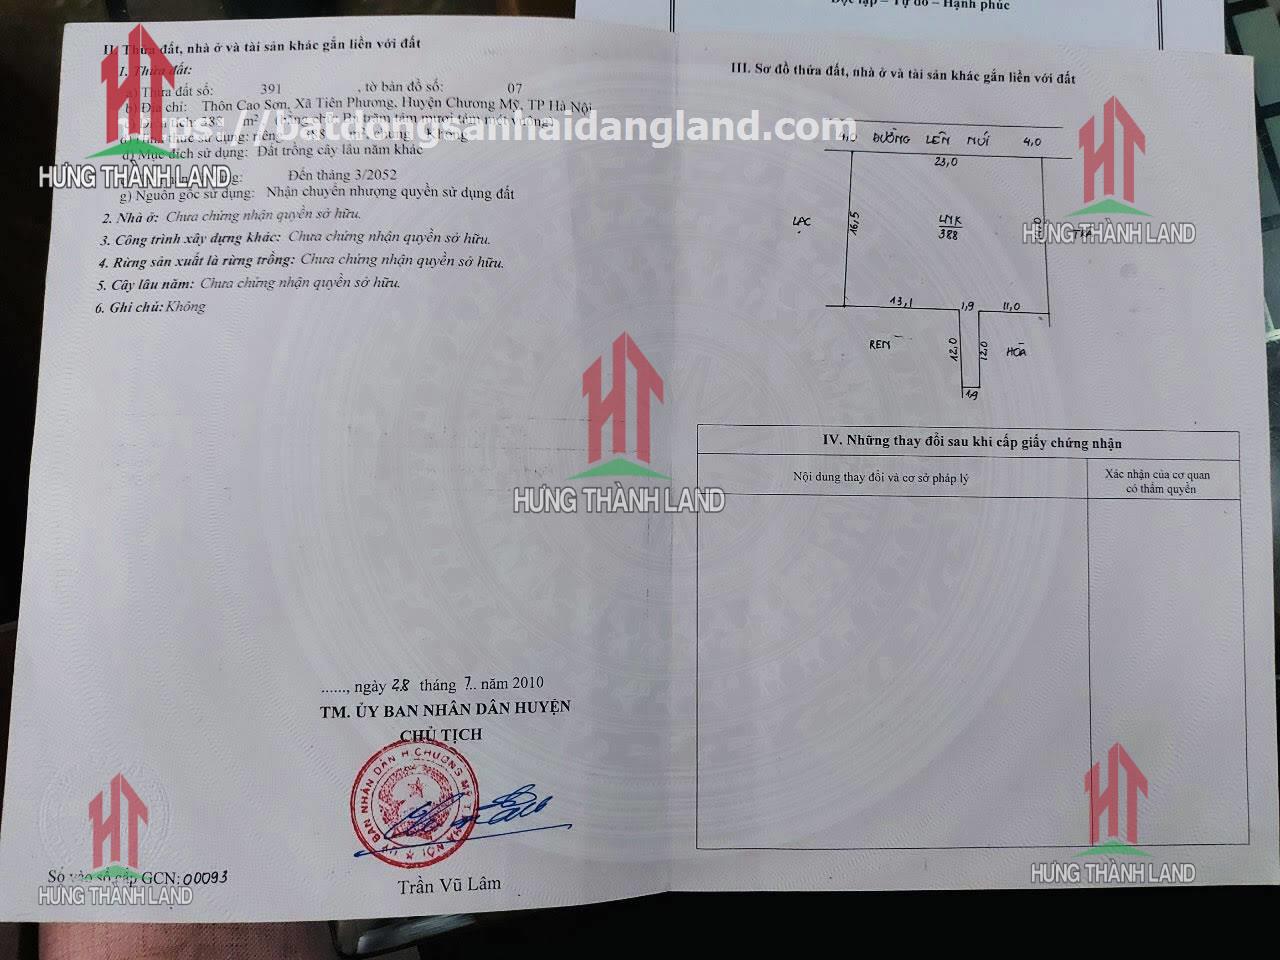 Độc lập – Tự do – Hạnh phúc
II. Thửa đất, nhà ở và tài sản khác gắn liền với đất
1. Thửa đất:
a) Thửa đất số: 391 , tờ bản đồ số: 07
b) Địa chỉ: Thôn Cao Sơn, Xã Tiên Phương, Huyện Chương Mỹ, TP Hà Nội
https://batdongsanhaidangland.com
d) Mục đích sử dụng: Đất trồng cây lâu năm khác
Đến tháng 3/2052
g) Nguồn gốc sử dụng: Nhận chuyển nhượng quyền sử dụng đất
2. Nhà ở: Chưa chứng nhận quyền sở hữu.
3. Công trình xây dựng khác: Chưa chứng nhận quyền sở hữu.
4. Rừng sản xuất là rừng trồng: Chưa chứng nhận quyền sở hữu.
5. Cây lâu năm: Chưa chứng nhận quyền sở hữu.
6. Ghi chú: Không
......, ngày 28 tháng 7.. năm 2010
TM. ỦY BAN NHÂN DÂN HUYỆN
CHỦ TỊCH
ỦY BAN NHÂN DÂN H.CHƯƠNG MỸ
Trần Vũ Lâm
Số vào sổ cấp GCN: 00093
III. Sơ đồ thửa đất, nhà ở và tài sản khác gắn liền với đất
4,0 ĐƯỜNG LÊN NÚI 4,0
23,0
LẠC
16,5
LNK
388
13,1 1,9 11,0
REN
12,0
12,0
HÒA
1,9
IV. Những thay đổi sau khi cấp giấy chứng nhận
Nội dung thay đổi và cơ sở pháp lý
Xác nhận của cơ quan
có thẩm quyền
HƯNG THÀNH LAND
HƯNG THÀNH LAND
HƯNG THÀNH LAND
HƯNG THÀNH LAND
HƯNG THÀNH LAND